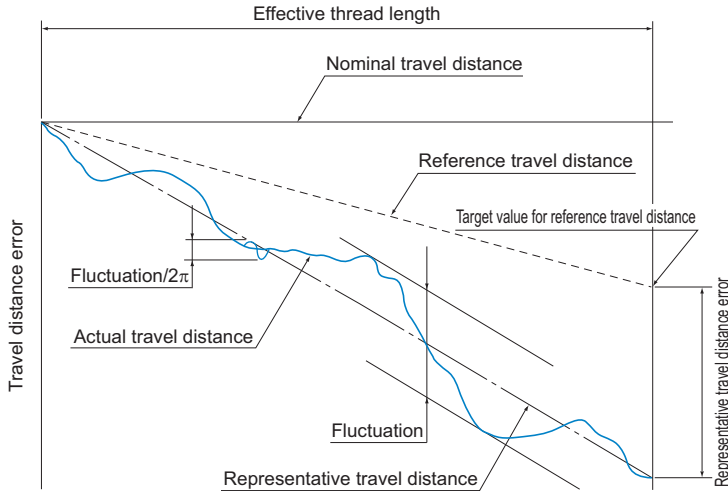 Effective thread length
Nominal travel distance
Reference travel distance
Target value for reference travel distance
Fluctuation/2π
Actual travel distance
Travel distance error
Fluctuation
Representative travel distance
Representative travel distance error